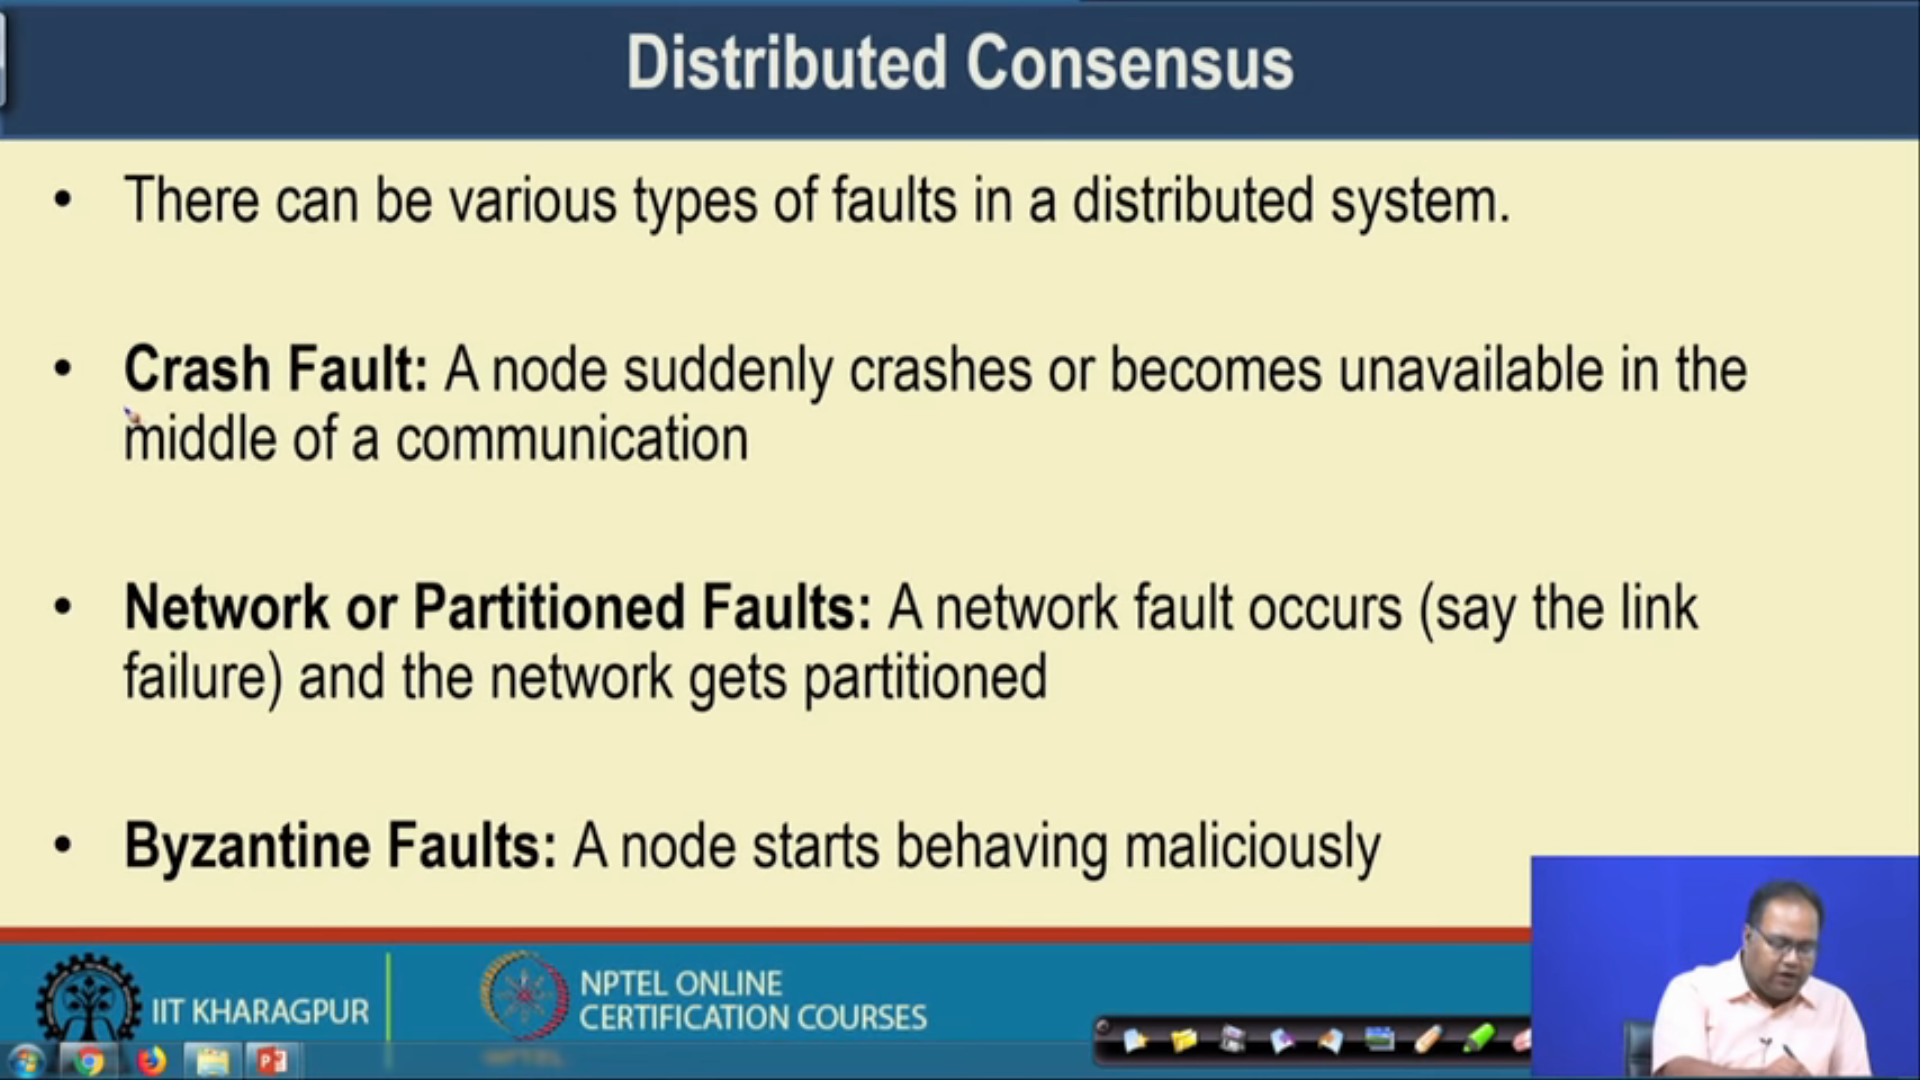 Distributed Consensus
• There can be various types of faults in a distributed system.
• Crash Fault: A node suddenly crashes or becomes unavailable in the
middle of a communication
• Network or Partitioned Faults: A network fault occurs (say the link
failure) and the network gets partitioned
• Byzantine Faults: A node starts behaving maliciously
IIT KHARAGPUR
NPTEL ONLINE
CERTIFICATION COURSES